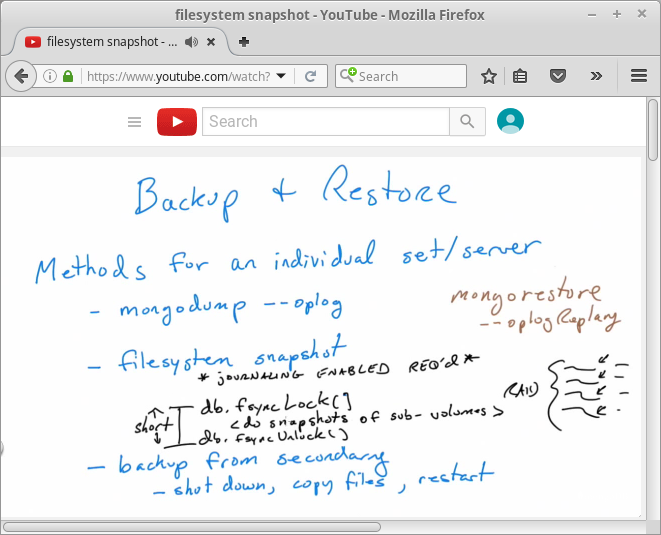 filesystem snapshot - YouTube - Mozilla Firefox
filesystem snapshot - ...
https://www.youtube.com/watch?
Search
Search
Backup + Restore
Methods for an individual set/server
- mongodump --oplog
mongorestore
--oplogReplay
- filesystem snapshot
* JOURNALING ENABLED REQ'd *
short
db.fsyncLock()
<do snapshots of sub-volumes>
db.fsyncUnlock()
RAID
- backup from secondary
- shut down, copy files, restart